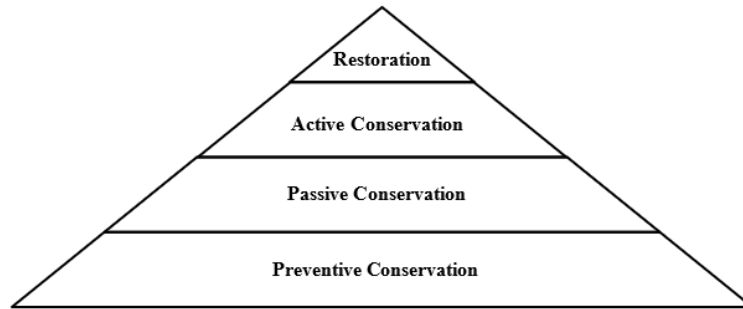 Restoration
Active Conservation
Passive Conservation
Preventive Conservation